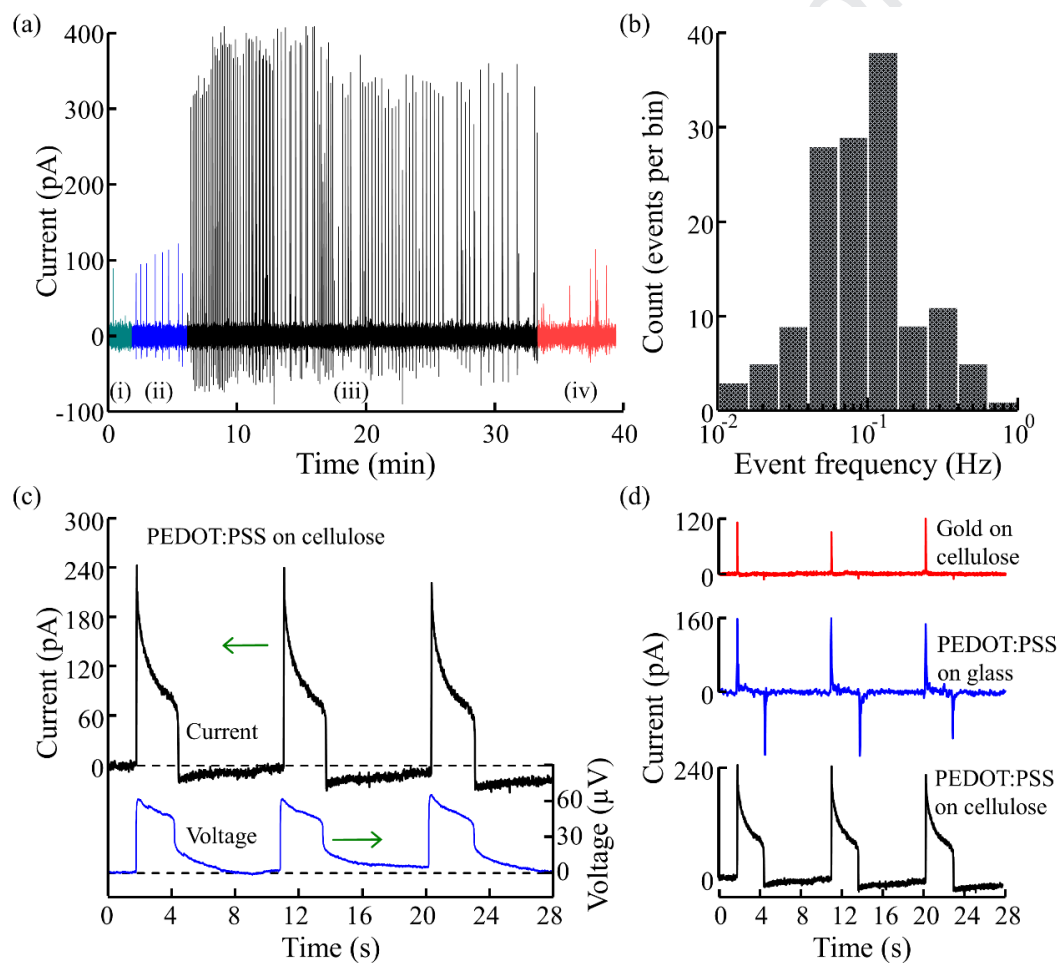 (a)
400
300
200
100
0
-100
Current (pA)
(i)
(ii)
(iii)
(iv)
0
10
20
30
40
Time (min)
(b)
40
30
20
10
0
Count (events per bin)
10⁻²
10⁻¹
10⁰
Event frequency (Hz)
(c)
PEDOT:PSS on cellulose
300
240
180
120
60
0
Current (pA)
Current
Voltage
60
30
0
Voltage (μV)
0
4
8
12
16
20
24
28
Time (s)
(d)
120
0
Gold on
cellulose
160
0
PEDOT:PSS
on glass
Current (pA)
240
0
PEDOT:PSS
on cellulose
0
4
8
12
16
20
24
28
Time (s)